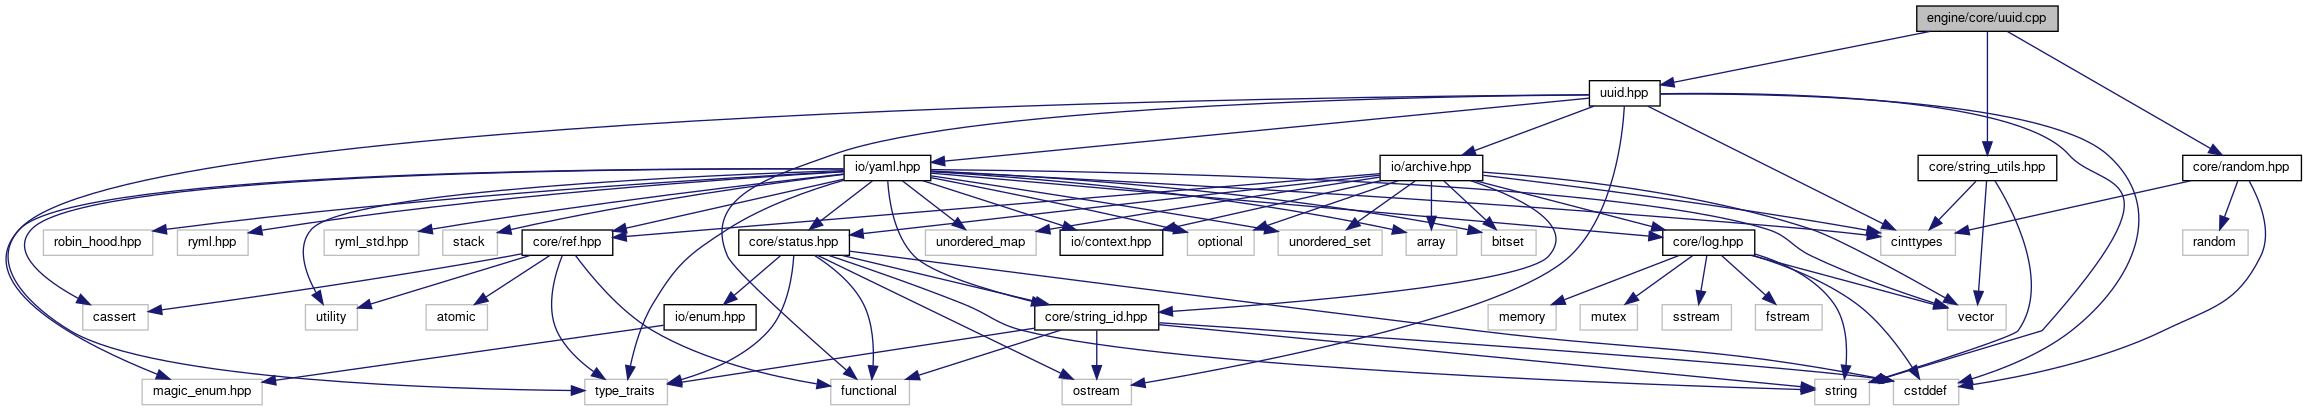 engine/core/uuid.cpp
uuid.hpp
io/yaml.hpp
io/archive.hpp
core/string_utils.hpp
core/random.hpp
robin_hood.hpp
ryml.hpp
ryml_std.hpp
stack
core/ref.hpp
core/status.hpp
unordered_map
io/context.hpp
optional
unordered_set
array
bitset
core/log.hpp
cinttypes
random
cassert
utility
atomic
io/enum.hpp
core/string_id.hpp
memory
mutex
sstream
fstream
vector
magic_enum.hpp
type_traits
functional
ostream
string
cstddef